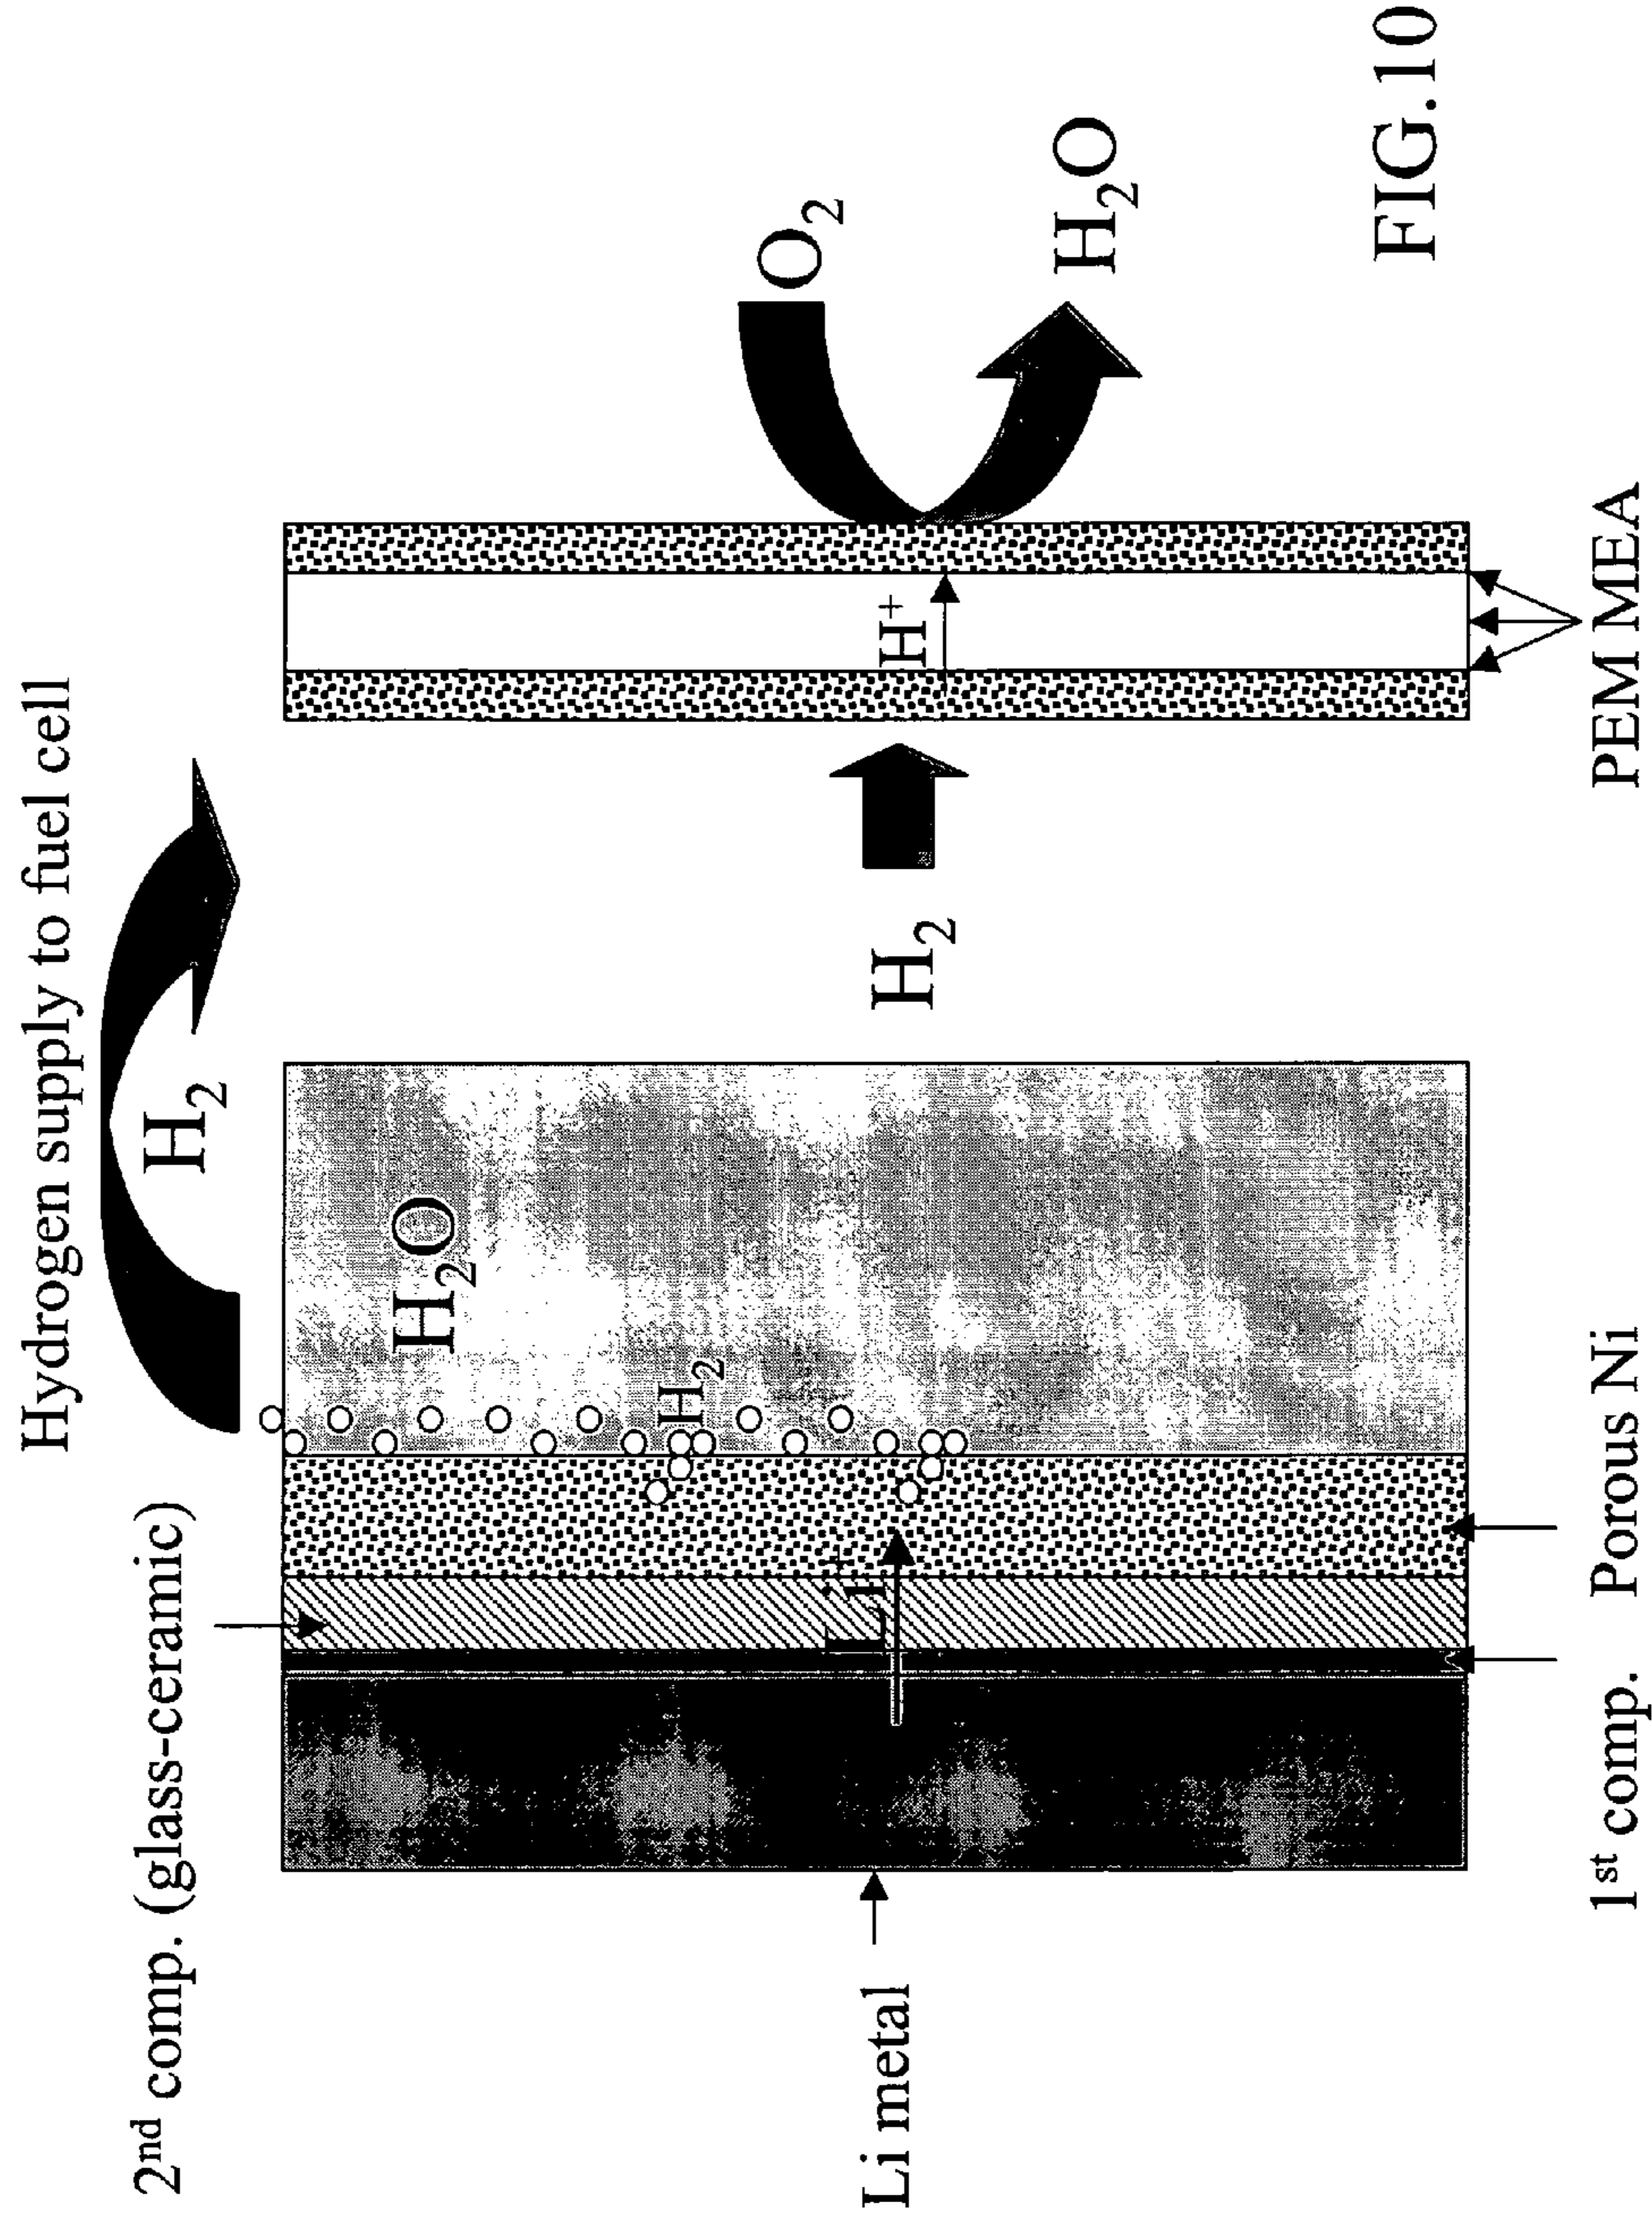 Hydrogen supply to fuel cell
2nd comp. (glass-ceramic)
H2
H2O
H2
O2
Li metal
Li+
H2
H+
H2O
1st comp.
Porous Ni
PEM MEA
FIG.10